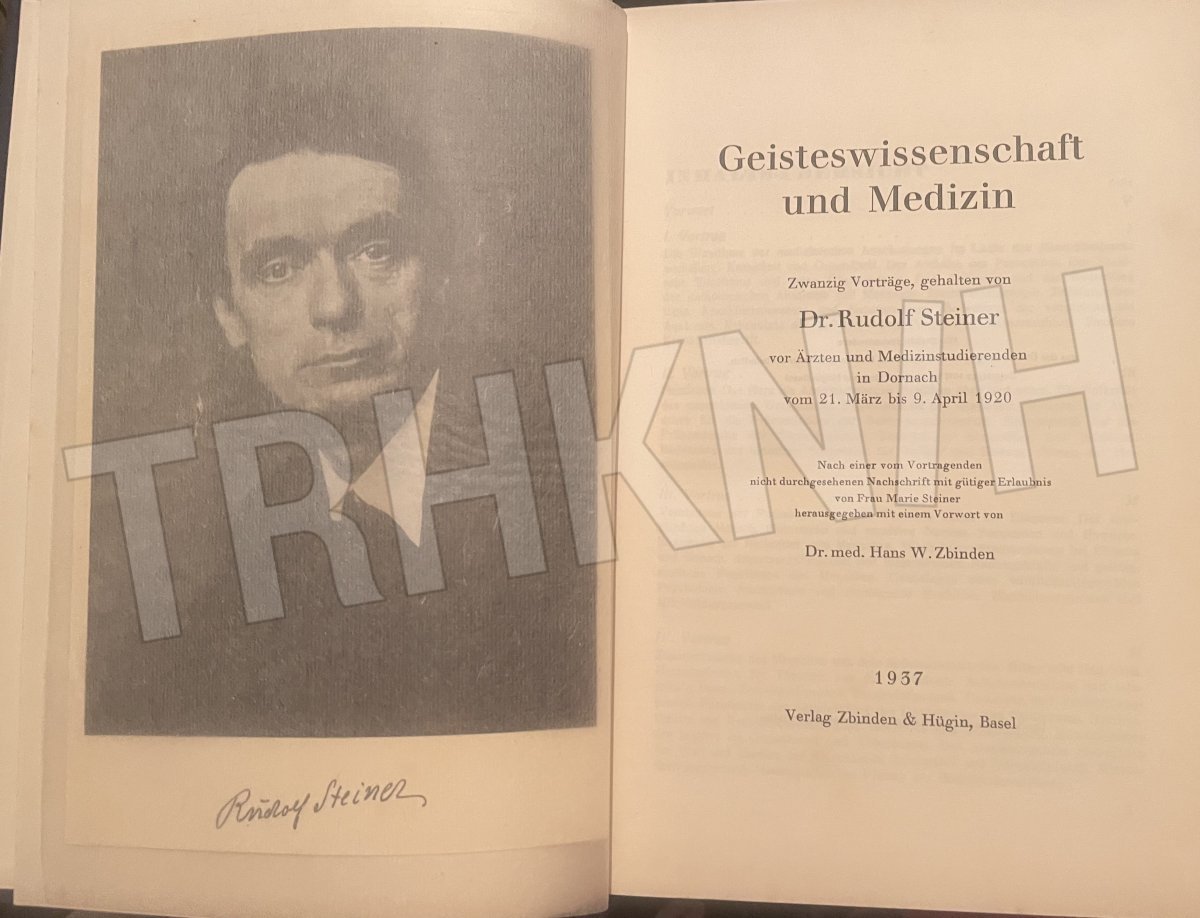 Rudolf Steiner
Geisteswissenschaft
und Medizin
Zwanzig Vorträge, gehalten von
Dr. Rudolf Steiner
vor Ärzten und Medizinstudierenden
in Dornach
vom 21. März bis 9. April 1920
Nach einer vom Vortragenden
nicht durchgesehenen Nachschrift mit gütiger Erlaubnis
von Frau Marie Steiner
herausgegeben mit einem Vorwort von
Dr. med. Hans W. Zbinden
1937
Verlag Zbinden & Hügin, Basel
TRHKN/H